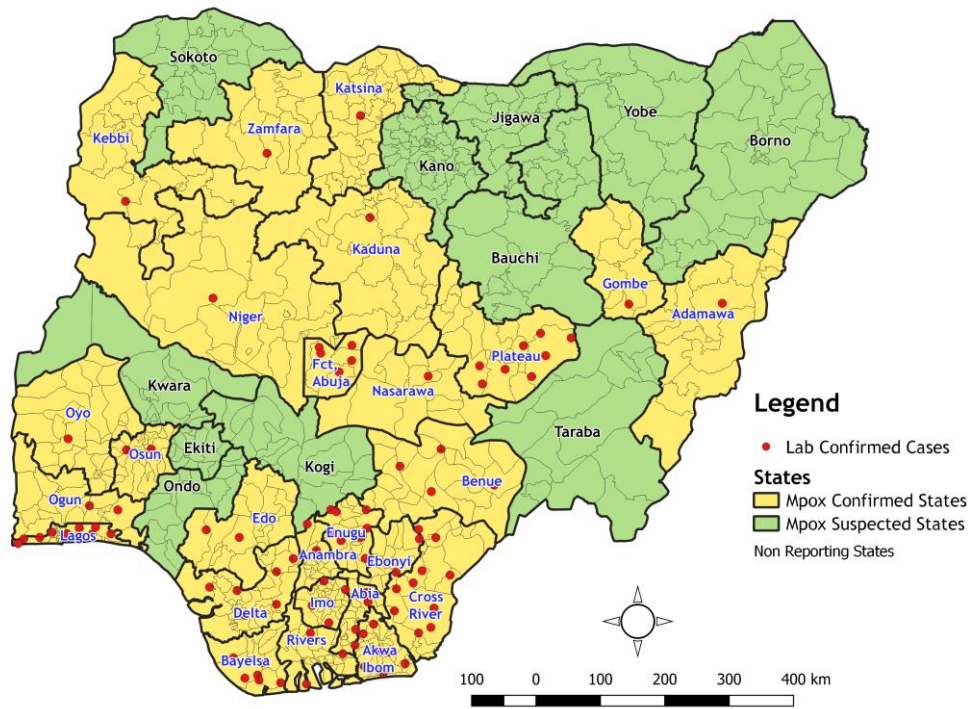 Sokoto
Katsina
Kebbi
Zamfara
Jigawa
Yobe
Borno
Kano
Kaduna
Bauchi
Gombe
Adamawa
Niger
Fct,
Abuja
Plateau
Nasarawa
Kwara
Oyo
Taraba
Osun
Ekiti
Kogi
Benue
Ondo
Ogun
Edo
Lagos
Enugu
Anambra
Ebonyi
Imo
Abia
Cross
River
Delta
Rivers
Akwa
Ibom
Bayelsa
Legend
Lab Confirmed Cases
States
Mpox Confirmed States
Mpox Suspected States
Non Reporting States
100 0 100 200 300 400 km